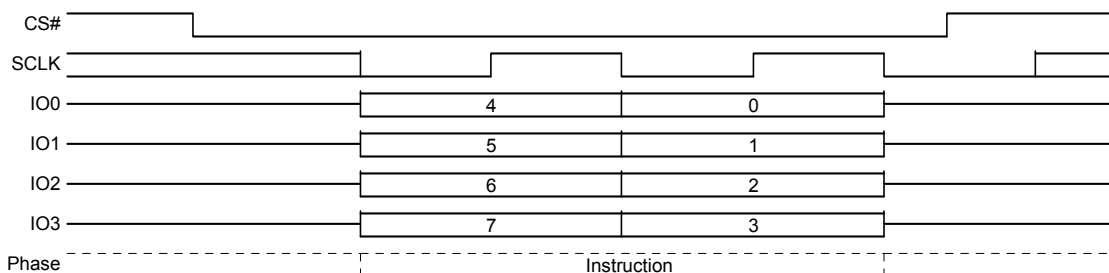 CS#
SCLK
IO0 4 0
IO1 5 1
IO2 6 2
IO3 7 3
Phase Instruction